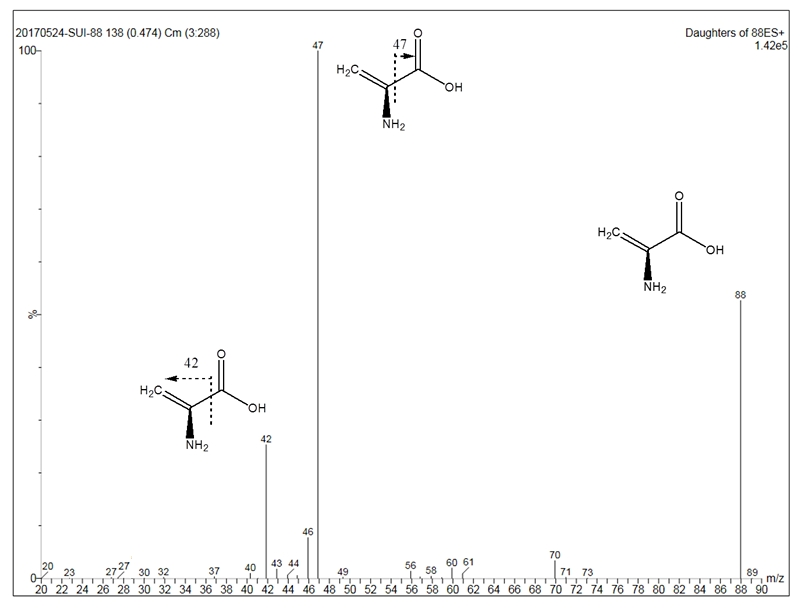 20170524-SUI-88 138 (0.474) Cm (3:288)
Daughters of 88ES+
1.42e5
100
47
47
O
H₂C
OH
NH₂
O
H₂C
OH
NH₂
88
%
42
O
H₂C
OH
NH₂
42
46
20
23
27
27
30
32
37
40
43
44
49
56
58
60
61
70
71
73
89
0
m/z
20 22 24 26 28 30 32 34 36 38 40 42 44 46 48 50 52 54 56 58 60 62 64 66 68 70 72 74 76 78 80 82 84 86 88 90